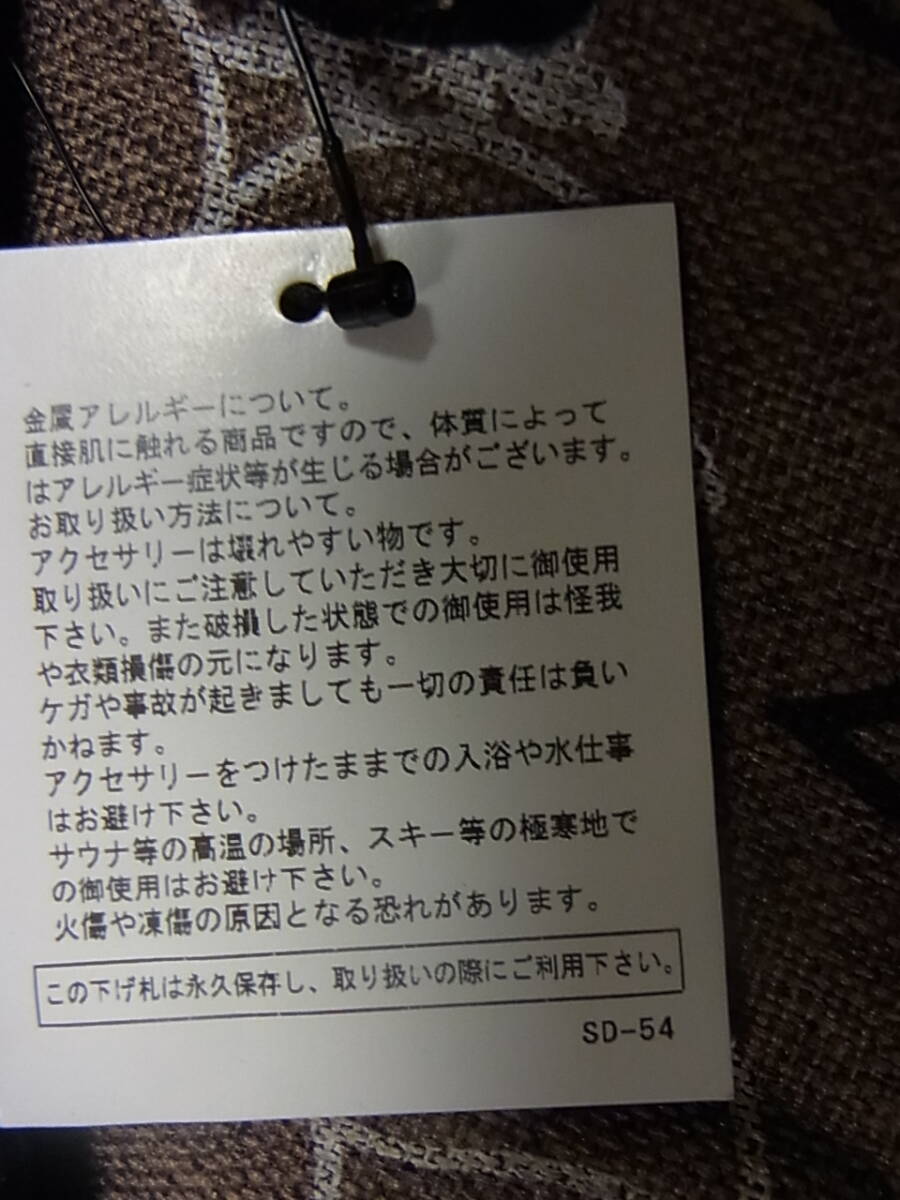 金属アレルギーについて。
直接肌に触れる商品ですので、体質によって
はアレルギー症状等が生じる場合がございます。
お取り扱い方法について。
アクセサリーは壊れやすい物です。
取り扱いにご注意していただき大切に御使用
下さい。また破損した状態での御使用は怪我
や衣類損傷の元になります。
ケガや事故が起きましても一切の責任は負い
かねます。
アクセサリーをつけたままでの入浴や水仕事
はお避け下さい。
サウナ等の高温の場所、スキー等の極寒地で
の御使用はお避け下さい。
火傷や凍傷の原因となる恐れがあります。
この下げ札は永久保存し、取り扱いの際にご利用下さい。
SD-54